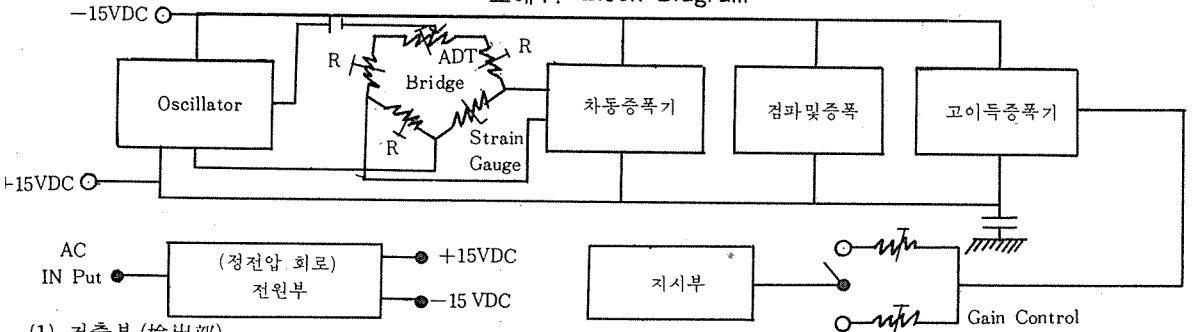 Block Diagram
−15VDC
R
ADT
R
Bridge
Oscillator
차동증폭기
검파및증폭
고이득증폭기
R
Strain
Gauge
+15VDC
AC
IN Put
(정전압 회로)
전원부
+15VDC
−15 VDC
지시부
Gain Control